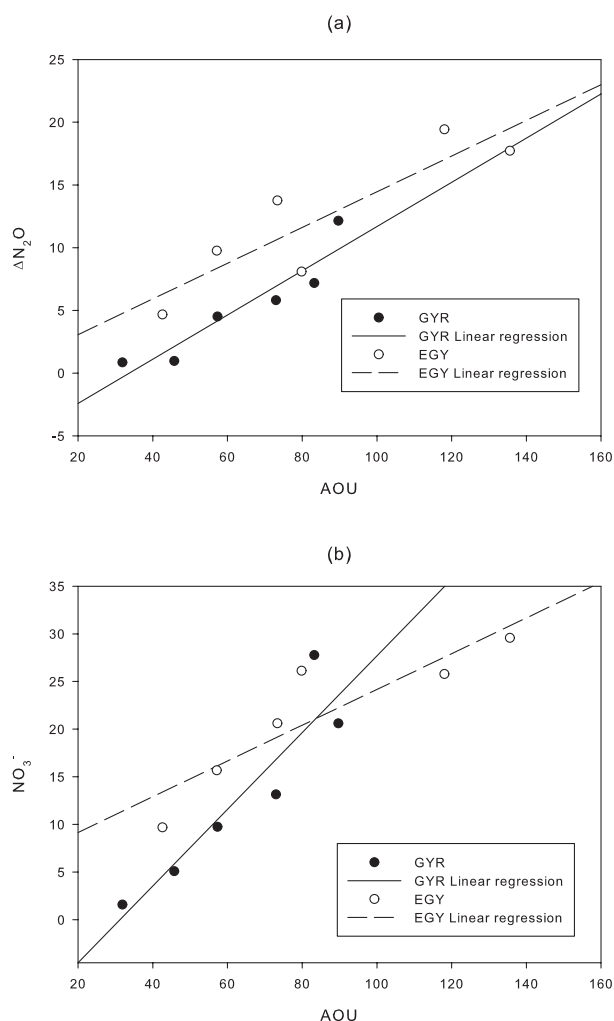 (a)
25
20
15
10
5
0
-5
ΔN₂O
GYR
GYR Linear regression
EGY
EGY Linear regression
20 40 60 80 100 120 140 160
AOU
(b)
35
30
25
20
15
10
5
0
NO₃⁻
GYR
GYR Linear regression
EGY
EGY Linear regression
20 40 60 80 100 120 140 160
AOU